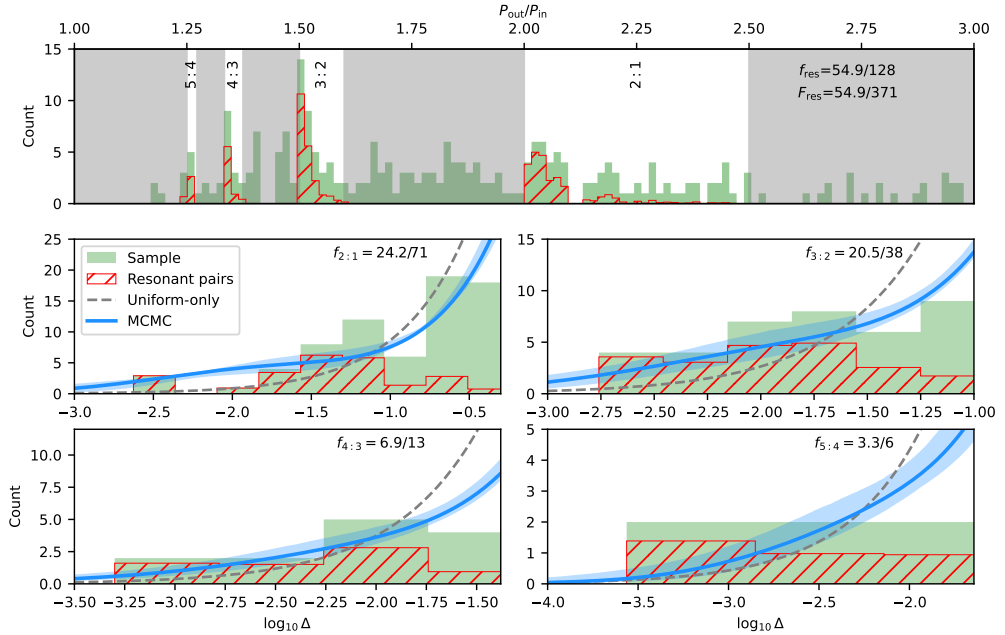 P_out/P_in
1.00 1.25 1.50 1.75 2.00 2.25 2.50 2.75 3.00
15
10
5
0
Count
5 : 4
4 : 3
3 : 2
2 : 1
f_res=54.9/128
F_res=54.9/371
25
20
15
10
5
0
Count
Sample
Resonant pairs
Uniform-only
MCMC
f_2:1 = 24.2/71
−3.0 −2.5 −2.0 −1.5 −1.0 −0.5
15
10
5
0
f_3:2 = 20.5/38
−3.00 −2.75 −2.50 −2.25 −2.00 −1.75 −1.50 −1.25 −1.00
10.0
7.5
5.0
2.5
0.0
Count
f_4:3 = 6.9/13
−3.50 −3.25 −3.00 −2.75 −2.50 −2.25 −2.00 −1.75 −1.50
log₁₀ Δ
5
4
3
2
1
0
f_5:4 = 3.3/6
−4.0 −3.5 −3.0 −2.5 −2.0
log₁₀ Δ